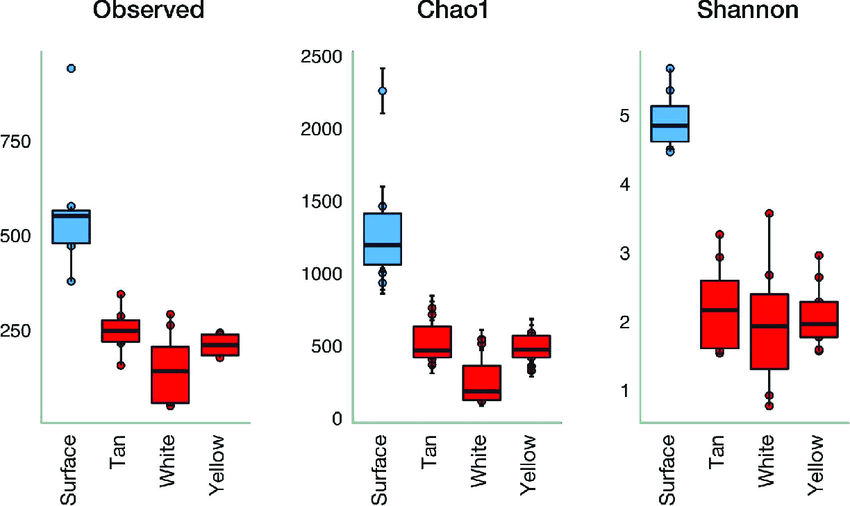 Observed
750
500
250
Surface
Tan
White
Yellow
Chao1
2500
2000
1500
1000
500
0
Surface
Tan
White
Yellow
Shannon
5
4
3
2
1
Surface
Tan
White
Yellow